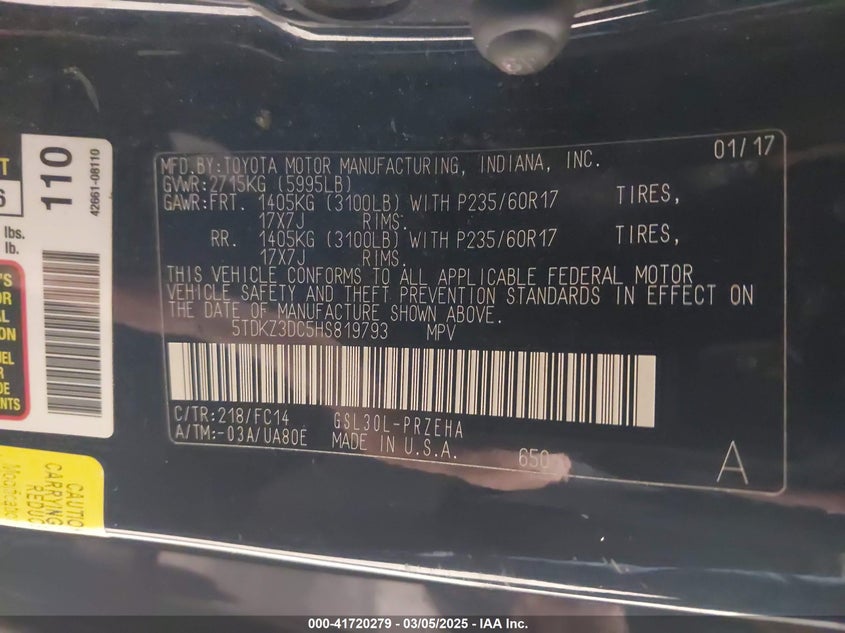 MFD.BY:TOYOTA MOTOR MANUFACTURING, INDIANA, INC. 01/17
GVWR:2715KG (5995LB)
GAWR:FRT. 1405KG (3100LB) WITH P235/60R17 TIRES,
17X7J RIMS.
RR. 1405KG (3100LB) WITH P235/60R17 TIRES,
17X7J RIMS.
THIS VEHICLE CONFORMS TO ALL APPLICABLE FEDERAL MOTOR
VEHICLE SAFETY AND THEFT PREVENTION STANDARDS IN EFFECT ON
THE DATE OF MANUFACTURE SHOWN ABOVE.
5TDKZ3DC5HS819793 MPV
C/TR:218/FC14 GSL30L-PRZEHA
A/TM:-03A/UA80E MADE IN U.S.A. 650 A
110
42661-08110
lbs.
lb.
CAUTIO
CARRYING
REDUC
000-41720279 — 03/05/2025 — IAA Inc.